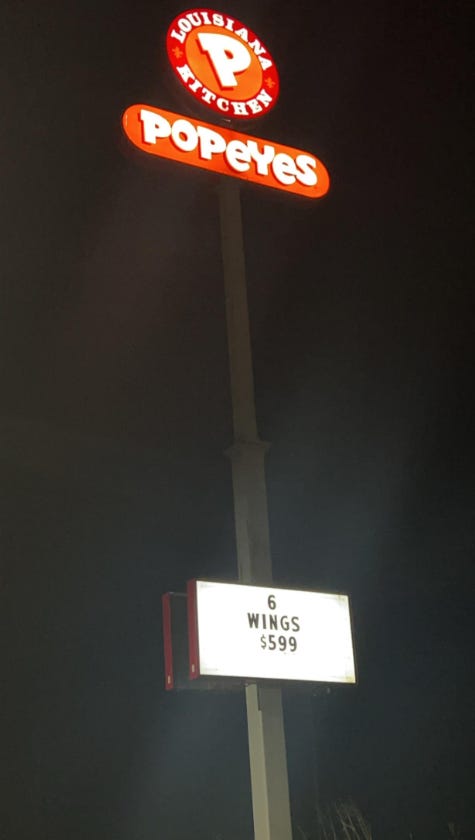 LOUISIANA
P
KITCHEN
POPEYES
6
WINGS
$599